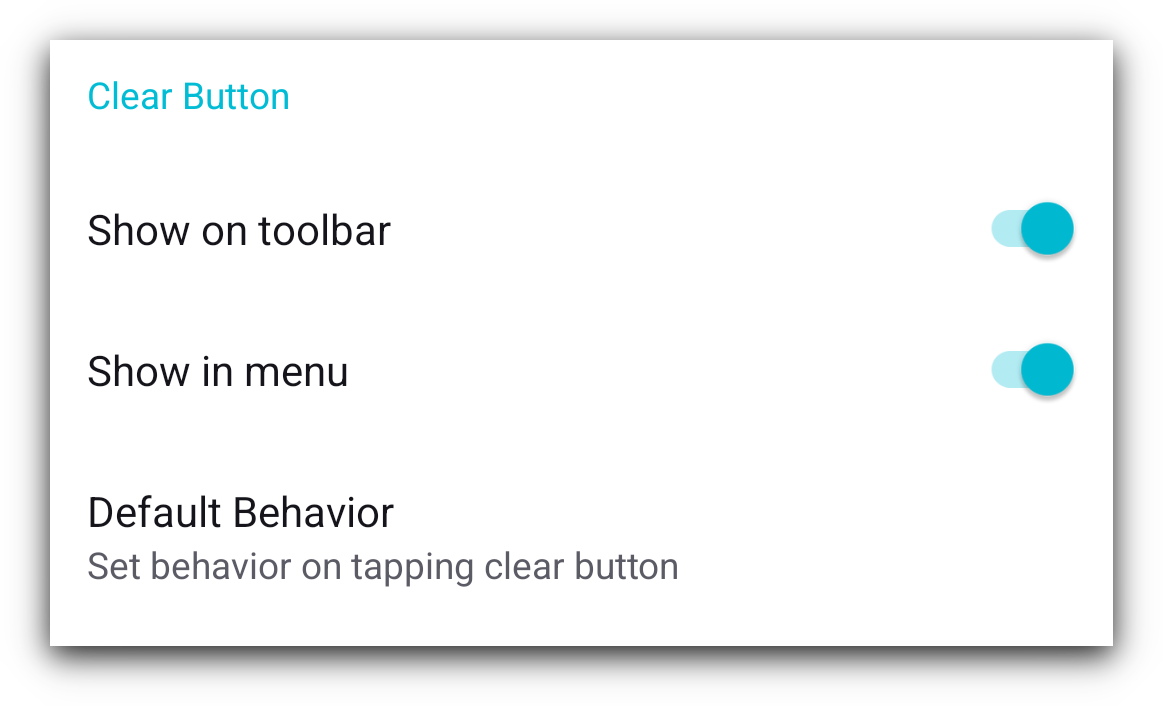 Clear Button
Show on toolbar
Show in menu
Default Behavior
Set behavior on tapping clear button